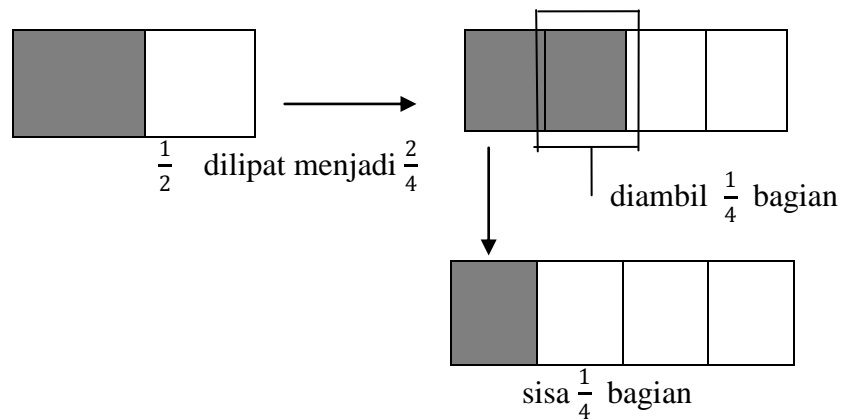 1/2 dilipat menjadi 2/4
diambil 1/4 bagian
sisa 1/4 bagian